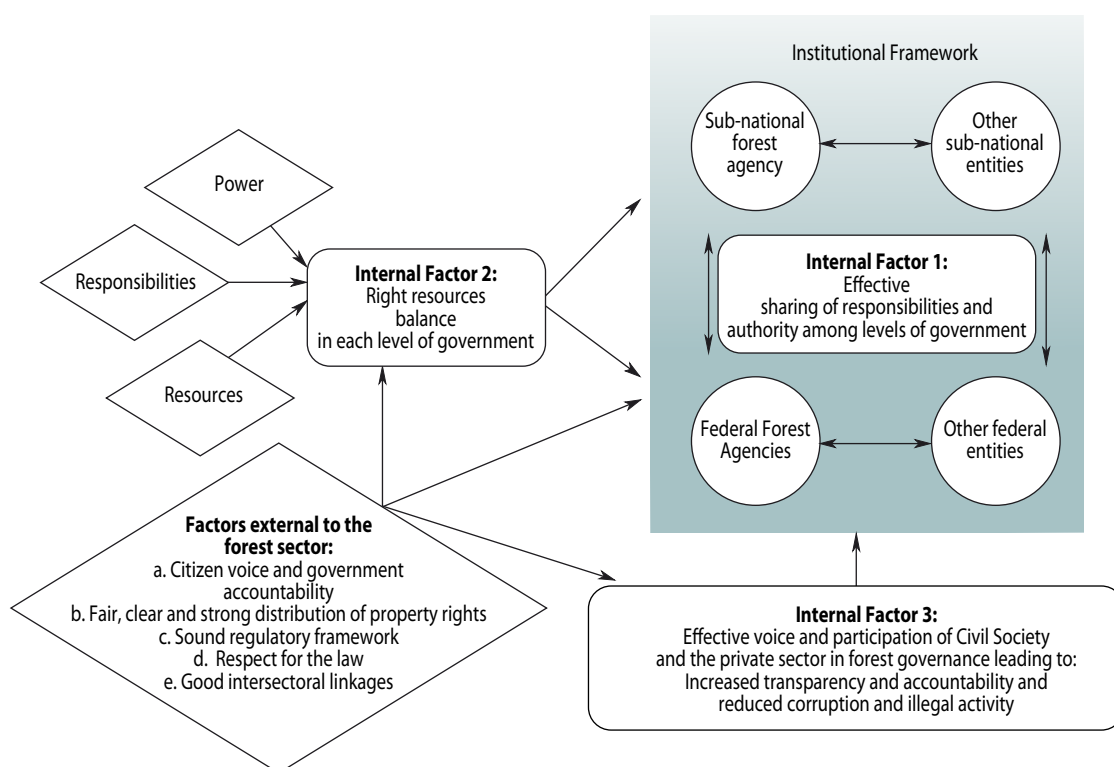 Institutional Framework
Sub-national
forest
agency
Other
sub-national
entities
Power
Responsibilities
Resources
Internal Factor 2:
Right resources
balance
in each level of government
Internal Factor 1:
Effective
sharing of responsibilities and
authority among levels of government
Federal Forest
Agencies
Other federal
entities
Factors external to the
forest sector:
a. Citizen voice and government
accountability
b. Fair, clear and strong distribution of property rights
c. Sound regulatory framework
d. Respect for the law
e. Good intersectoral linkages
Internal Factor 3:
Effective voice and participation of Civil Society
and the private sector in forest governance leading to:
Increased transparency and accountability and
reduced corruption and illegal activity